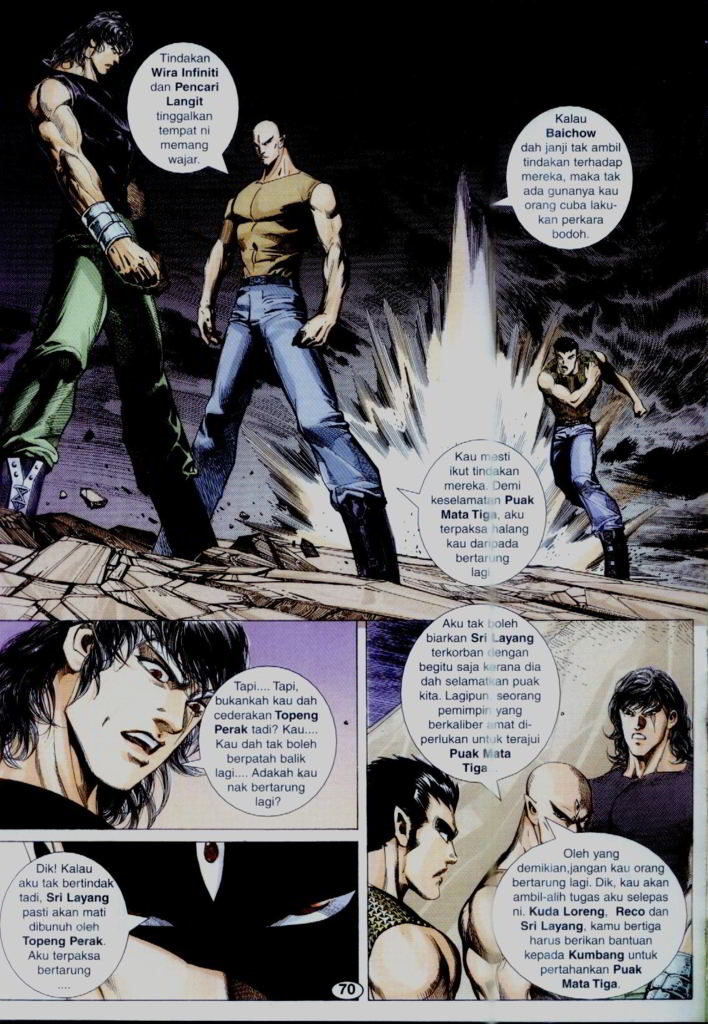 Tindakan
Wira Infiniti
dan Pencari
Langit
tinggalkan
tempat ni
memang
wajar.
Kalau
Baichow
dah janji tak ambil
tindakan terhadap
mereka, maka tak
ada gunanya kau
orang cuba laku-
kan perkara
bodoh.
Kau mesti
ikut tindakan
mereka. Demi
keselamatan Puak
Mata Tiga, aku
terpaksa halang
kau daripada
bertarung
lagi
Tapi.... Tapi,
bukankah kau dah
cederakan Topeng
Perak tadi? Kau....
Kau dah tak boleh
berpatah balik
lagi.... Adakah kau
nak bertarung
lagi?
Aku tak boleh
biarkan Sri Layang
terkorban dengan
begitu saja kerana dia
dah selamatkan puak
kita. Lagipun, seorang
pemimpin yang
berkaliber amat di-
perlukan untuk terajui
Puak Mata
Tiga...
Dik! Kalau
aku tak bertindak
tadi, Sri Layang
pasti akan mati
dibunuh oleh
Topeng Perak.
Aku terpaksa
bertarung
....
Oleh yang
demikian,jangan kau orang
bertarung lagi. Dik, kau akan
ambil-alih tugas aku selepas
ni. Kuda Loreng, Reco dan
Sri Layang, kamu bertiga
harus berikan bantuan
kepada Kumbang untuk
pertahankan Puak
Mata Tiga.
70